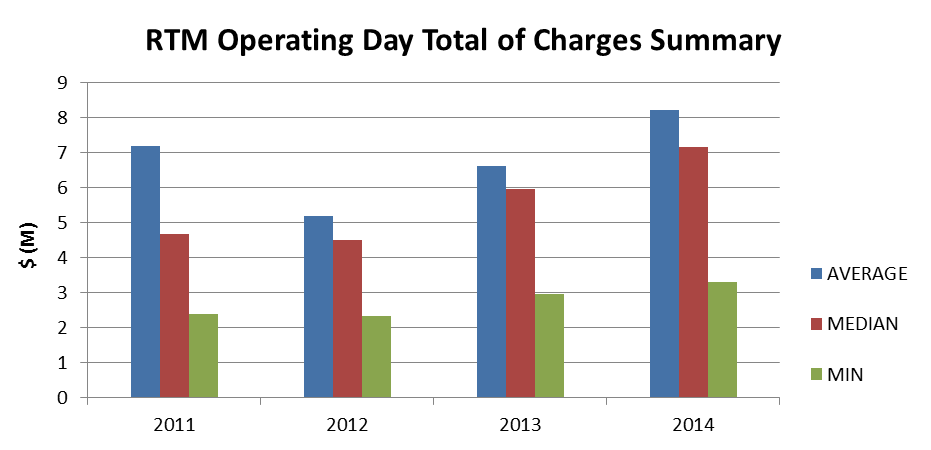 RTM Operating Day Total of Charges Summary
9
8
7
6
5
4
3
2
1
0
$ (M)
2011 2012 2013 2014
AVERAGE
MEDIAN
MIN